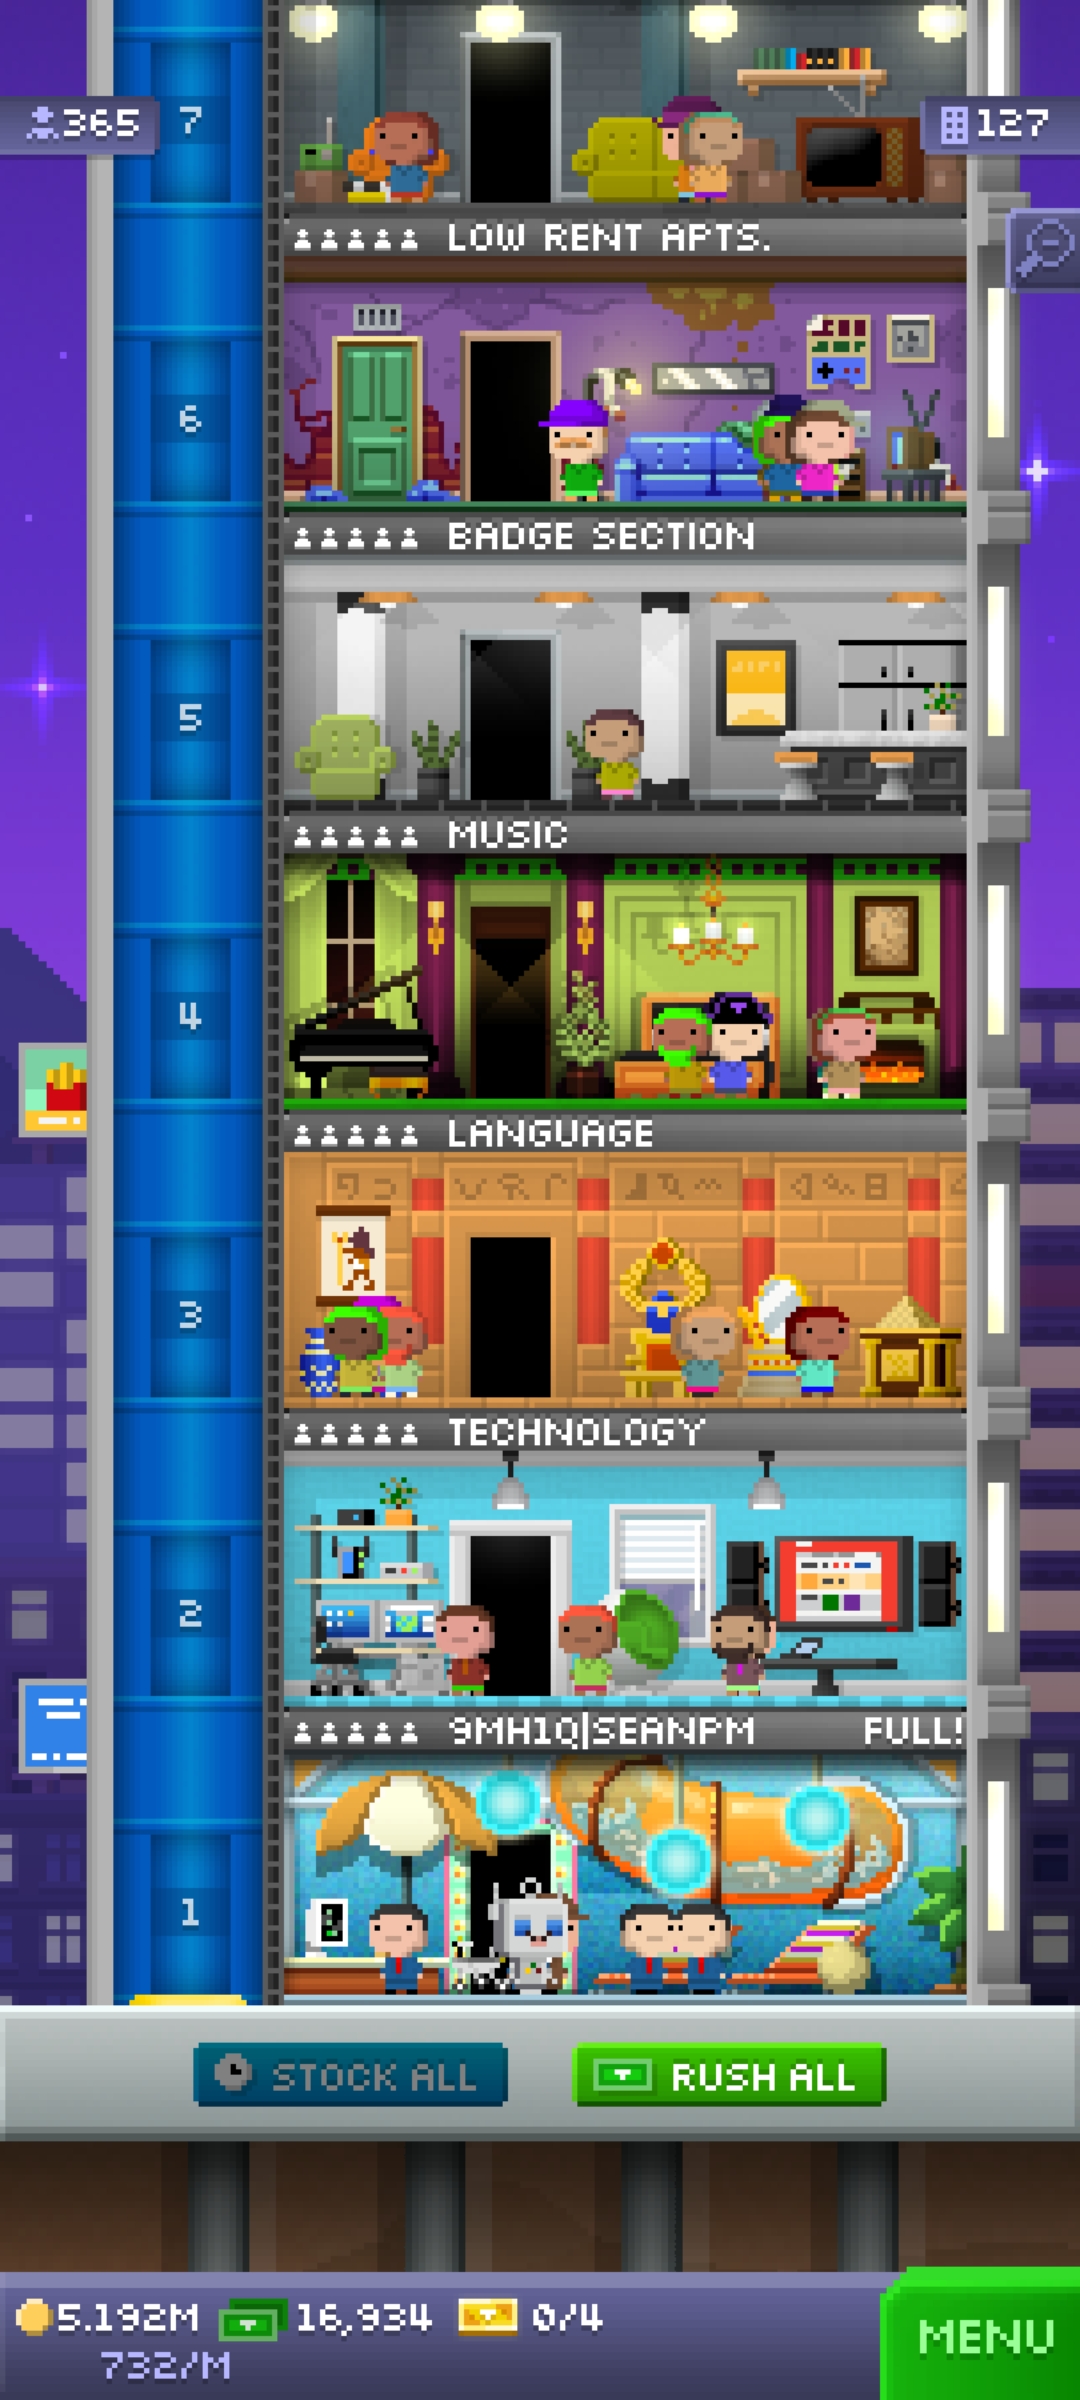 7
365
127
LOW RENT APTS.
6
BADGE SECTION
5
MUSIC
4
LANGUAGE
3
TECHNOLOGY
2
9MH1Q|SEANPM FULL!
1
STOCK ALL
RUSH ALL
5.192M 16,934 0/4
732/M
MENU